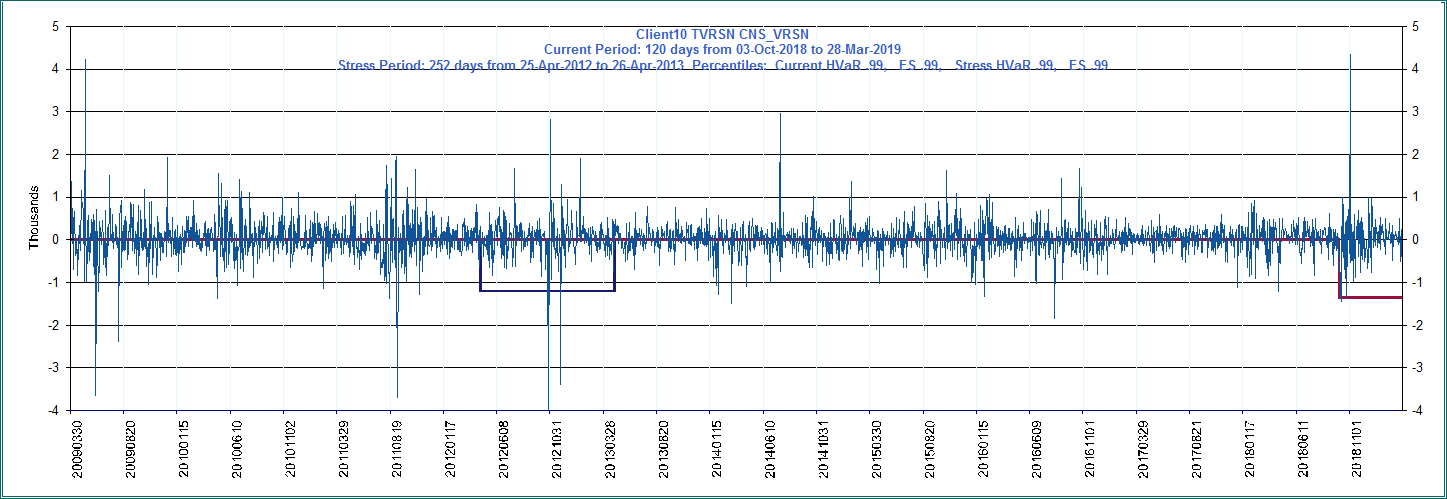 Client10 TVRSN CNS_VRSN
Current Period: 120 days from 03-Oct-2018 to 28-Mar-2019
Stress Period: 252 days from 25-Apr-2012 to 26-Apr-2013 Percentiles: Current HVaR .99, ES .99, Stress HVaR .99, ES .99
5 5
4 4
3 3
2 2
1 1
0 0
-1 -1
-2 -2
-3 -3
-4 -4
Thousands
20090330 20090820 20100115 20100610 20101102 20110329 20110819 20120117 20120608 20121031 20130328 20130820 20140115 20140610 20141031 20150330 20150820 20160115 20160609 20161101 20170329 20170821 20180117 20180611 20181101